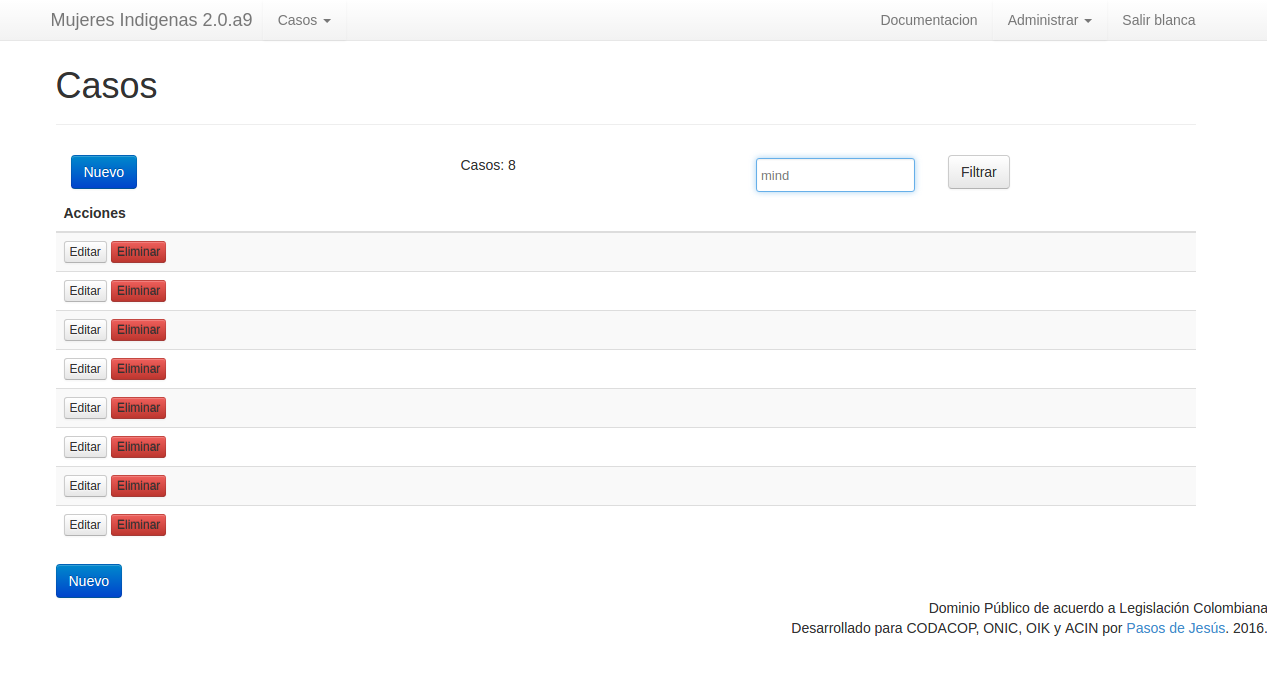 Mujeres Indigenas 2.0.a9 Casos Documentacion Administrar Salir blanca
Casos
Nuevo Casos: 8 mind Filtrar
Acciones
Editar Eliminar
Editar Eliminar
Editar Eliminar
Editar Eliminar
Editar Eliminar
Editar Eliminar
Editar Eliminar
Editar Eliminar
Nuevo
Dominio Público de acuerdo a Legislación Colombiana
Desarrollado para CODACOP, ONIC, OIK y ACIN por Pasos de Jesús. 2016.